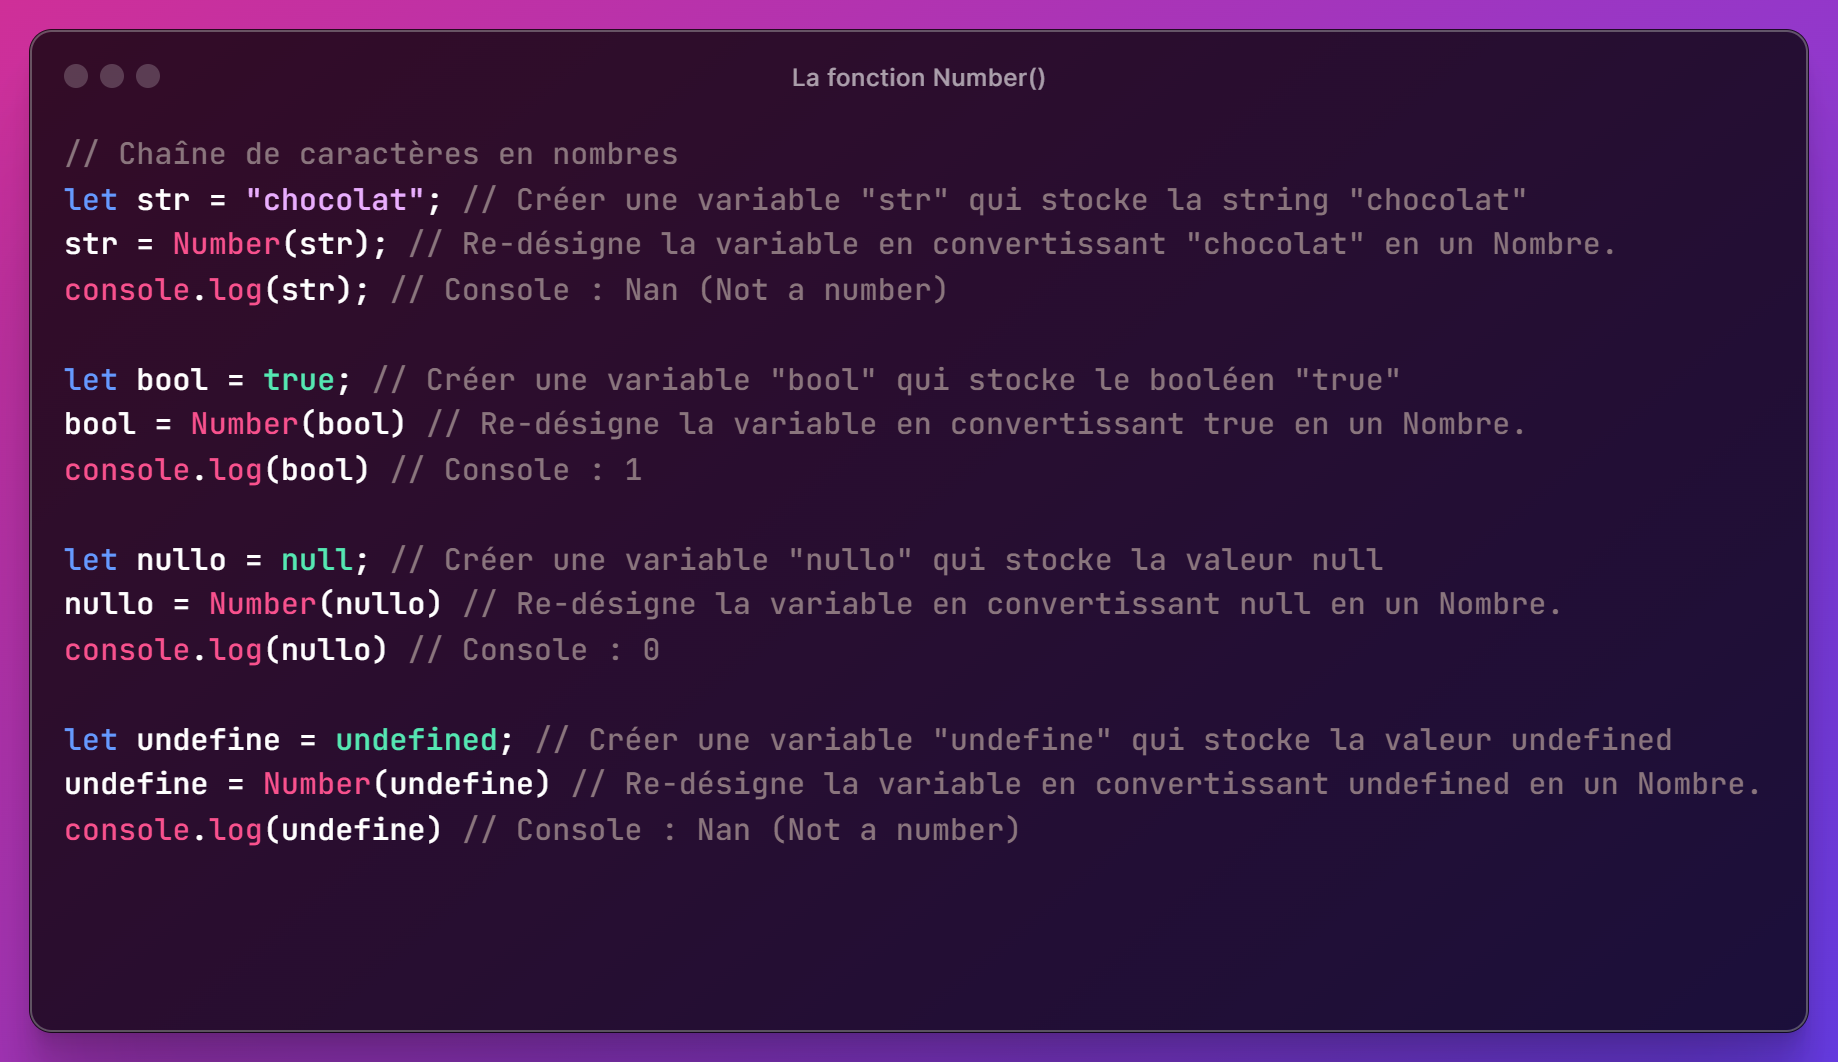 La fonction Number()
// Chaîne de caractères en nombres
let str = "chocolat"; // Créer une variable "str" qui stocke la string "chocolat"
str = Number(str); // Re-désigne la variable en convertissant "chocolat" en un Nombre.
console.log(str); // Console : Nan (Not a number)
let bool = true; // Créer une variable "bool" qui stocke le booléen "true"
bool = Number(bool) // Re-désigne la variable en convertissant true en un Nombre.
console.log(bool) // Console : 1
let nullo = null; // Créer une variable "nullo" qui stocke la valeur null
nullo = Number(nullo) // Re-désigne la variable en convertissant null en un Nombre.
console.log(nullo) // Console : 0
let undefine = undefined; // Créer une variable "undefine" qui stocke la valeur undefined
undefine = Number(undefine) // Re-désigne la variable en convertissant undefined en un Nombre.
console.log(undefine) // Console : Nan (Not a number)